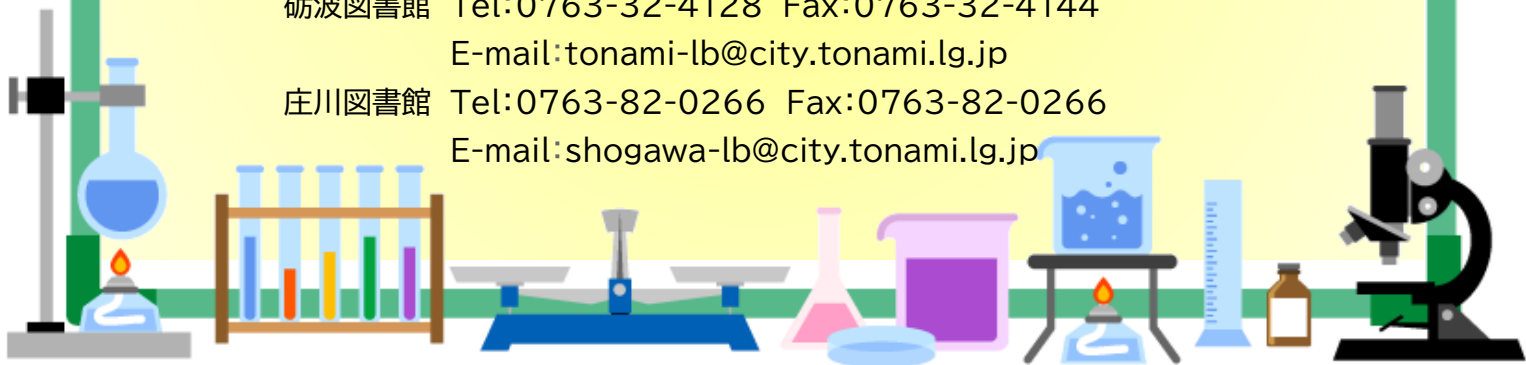 砺波図書館 Tel:0763-32-4128 Fax:0763-32-4144
E-mail:tonami-lb@city.tonami.lg.jp
庄川図書館 Tel:0763-82-0266 Fax:0763-82-0266
E-mail:shogawa-lb@city.tonami.lg.jp